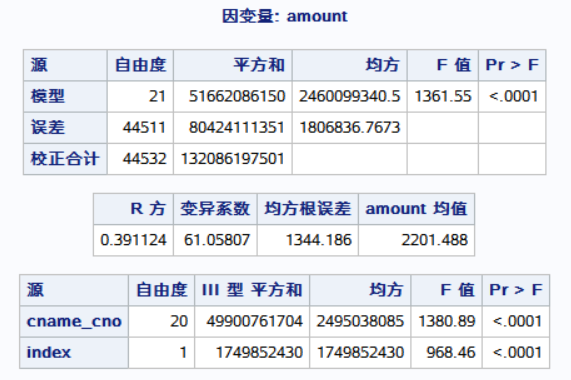 因变量: amount
源 自由度 平方和 均方 F 值 Pr > F
模型 21 51662086150 2460099340.5 1361.55 <.0001
误差 44511 80424111351 1806836.7673
校正合计 44532 132086197501
R 方 变异系数 均方根误差 amount 均值
0.391124 61.05807 1344.186 2201.488
源 自由度 III 型 平方和 均方 F 值 Pr > F
cname_cno 20 49900761704 2495038085 1380.89 <.0001
index 1 1749852430 1749852430 968.46 <.0001